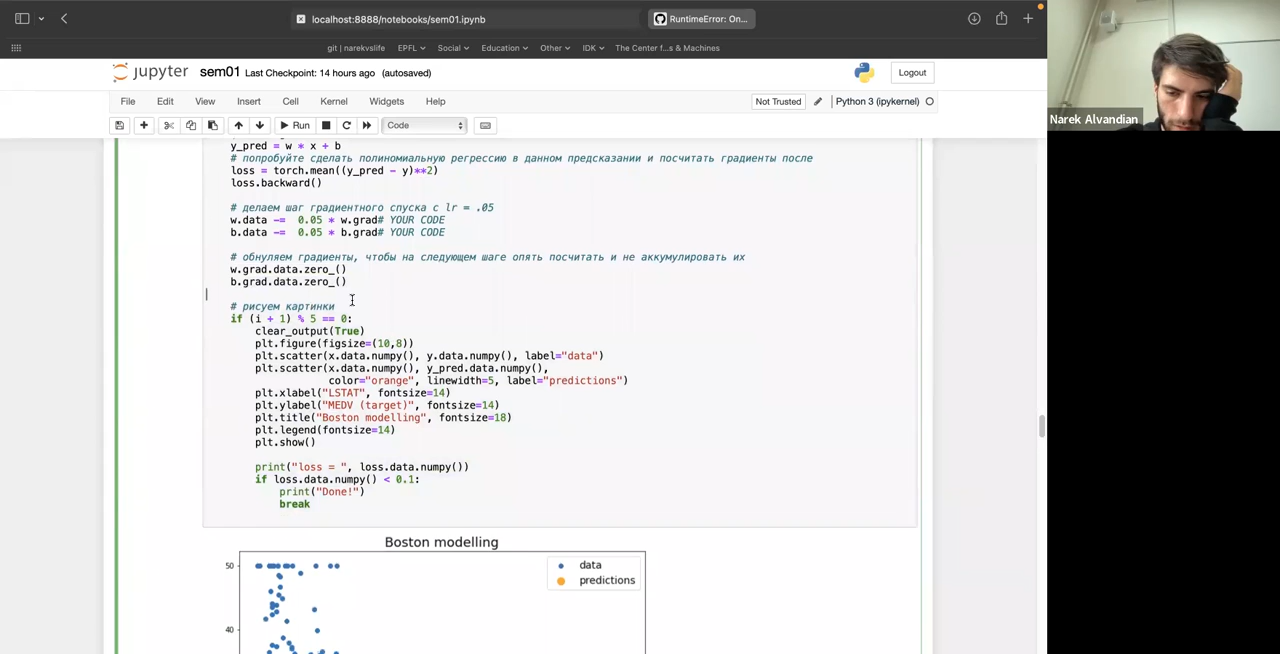 localhost:8888/notebooks/sem01.ipynb
RuntimeError: On...
git | narekvslife EPFL Social Education Other IDK The Center f...s & Machines
jupyter sem01 Last Checkpoint: 14 hours ago (autosaved)
Logout
File Edit View Insert Cell Kernel Widgets Help
Not Trusted Python 3 (ipykernel)
Run Code
Narek Alvandian
y_pred = w * x + b
# попробуйте сделать полиномиальную регрессию в данном предсказании и посчитать градиенты после
loss = torch.mean((y_pred - y)**2)
loss.backward()
# делаем шаг градиентного спуска с lr = .05
w.data -= 0.05 * w.grad# YOUR CODE
b.data -= 0.05 * b.grad# YOUR CODE
# обнуляем градиенты, чтобы на следующем шаге опять посчитать и не аккумулировать их
w.grad.data.zero_()
b.grad.data.zero_()
# рисуем картинки
if (i + 1) % 5 == 0:
clear_output(True)
plt.figure(figsize=(10,8))
plt.scatter(x.data.numpy(), y.data.numpy(), label="data")
plt.scatter(x.data.numpy(), y_pred.data.numpy(),
color="orange", linewidth=5, label="predictions")
plt.xlabel("LSTAT", fontsize=14)
plt.ylabel("MEDV (target)", fontsize=14)
plt.title("Boston modelling", fontsize=18)
plt.legend(fontsize=14)
plt.show()
print("loss = ", loss.data.numpy())
if loss.data.numpy() < 0.1:
print("Done!")
break
Boston modelling
50
data
predictions
40